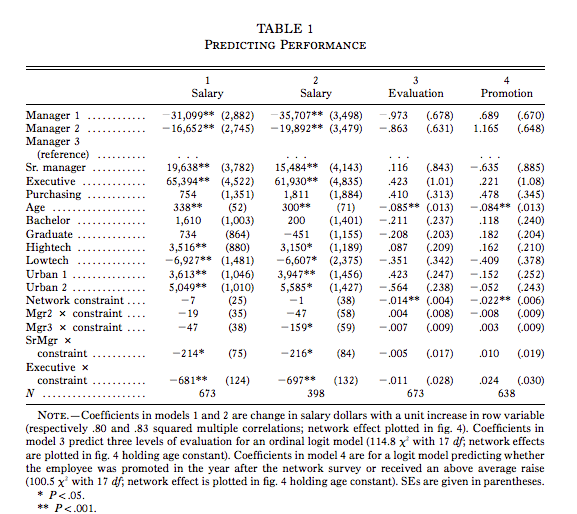 TABLE 1
PREDICTING PERFORMANCE
1 2 3 4
Salary Salary Evaluation Promotion
Manager 1 ............ −31,099** (2,882) −35,707** (3,498) −.973 (.678) .689 (.670)
Manager 2 ............ −16,652** (2,745) −19,892** (3,479) −.863 (.631) 1.165 (.648)
Manager 3
(reference) .......... . . . . . . . . . . . .
Sr. manager .......... 19,638** (3,782) 15,484** (4,143) .116 (.843) −.635 (.885)
Executive ............. 65,394** (4,522) 61,930** (4,835) .423 (1.01) .221 (1.08)
Purchasing ........... 754 (1,351) 1,811 (1,884) .410 (.313) .478 (.345)
Age .................... 338** (52) 300** (71) −.085** (.013) −.084** (.013)
Bachelor .............. 1,610 (1,003) 200 (1,401) −.211 (.237) .118 (.240)
Graduate ............. 734 (864) −451 (1,155) −.208 (.203) .182 (.204)
Hightech ............. 3,516** (880) 3,150* (1,189) .087 (.209) .162 (.210)
Lowtech .............. −6,927** (1,481) −6,607* (2,375) −.351 (.342) −.409 (.378)
Urban 1 ............... 3,613** (1,046) 3,947** (1,456) .423 (.247) −.152 (.252)
Urban 2 ............... 5,049** (1,010) 5,585* (1,427) −.564 (.238) −.052 (.243)
Network constraint .... −7 (25) −1 (38) −.014** (.004) −.022** (.006)
Mgr2 × constraint .... −19 (35) −47 (58) .004 (.008) −.008 (.009)
Mgr3 × constraint .... −47 (38) −159* (59) −.007 (.009) .003 (.009)
SrMgr ×
constraint ........... −214* (75) −216* (84) −.005 (.017) .010 (.019)
Executive ×
constraint ........... −681** (124) −697** (132) −.011 (.028) .024 (.030)
N ...................... 673 398 673 638
NOTE.—Coefficients in models 1 and 2 are change in salary dollars with a unit increase in row variable
(respectively .80 and .83 squared multiple correlations; network effect plotted in fig. 4). Coefficients in
model 3 predict three levels of evaluation for an ordinal logit model (114.8 χ² with 17 df; network effects
are plotted in fig. 4 holding age constant). Coefficients in model 4 are for a logit model predicting whether
the employee was promoted in the year after the network survey or received an above average raise
(100.5 χ² with 17 df; network effect is plotted in fig. 4 holding age constant). SEs are given in parentheses.
* P<.05.
** P<.001.